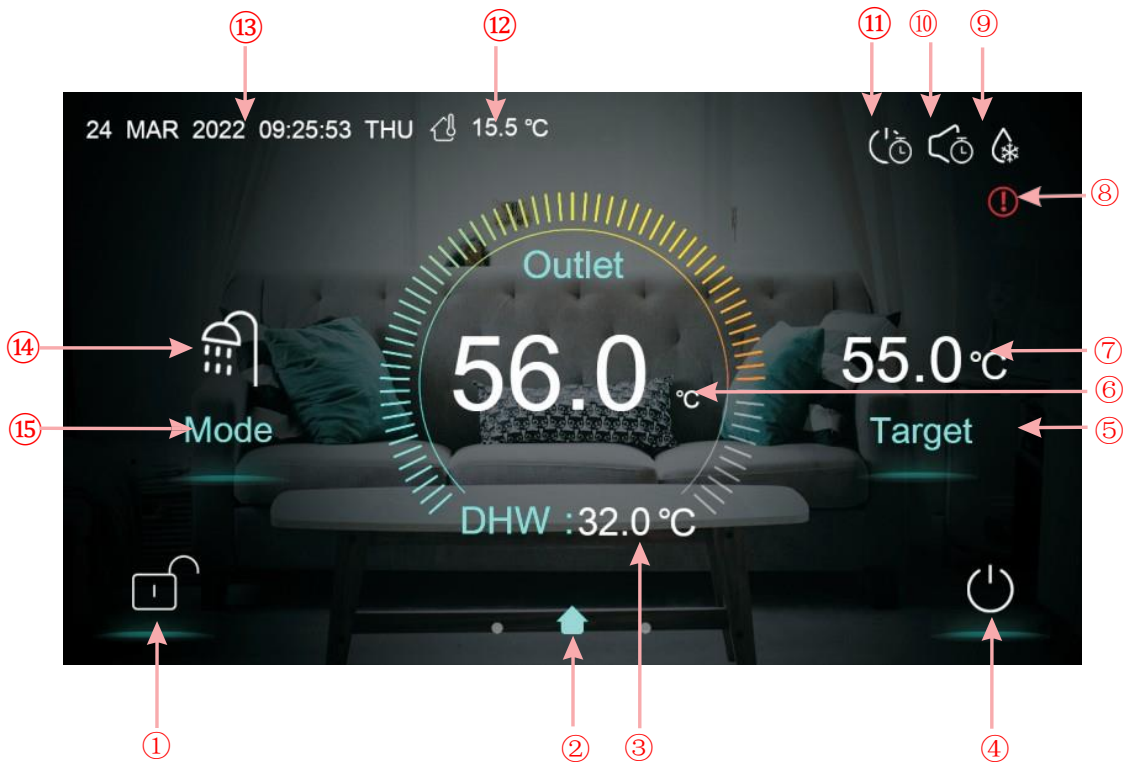 ⑬ ⑫ ⑪ ⑩ ⑨
24 MAR 2022 09:25:53 THU 15.5 ℃
⑧
Outlet
⑭ 56.0 ℃ 55.0 ℃ ⑦
⑥
⑮ Mode Target ⑤
DHW : 32.0 ℃
① ② ③ ④